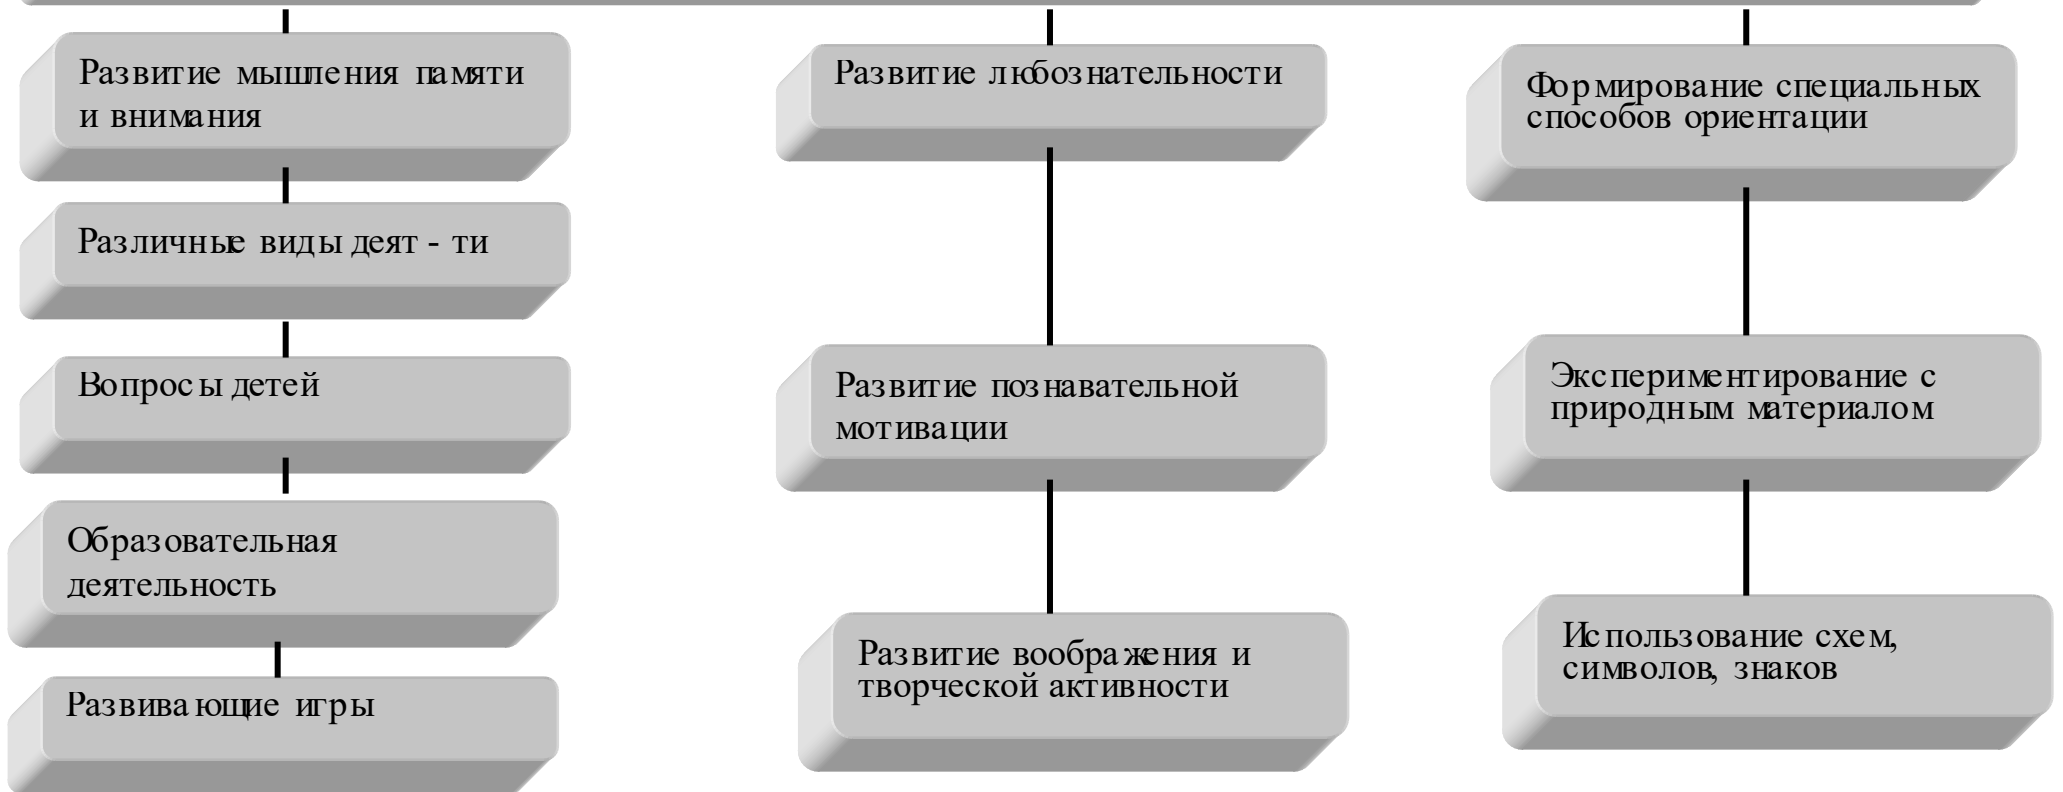 Развитие мышления памяти
и внимания
Различные виды деят - ти
Вопросы детей
Образовательная
деятельность
Развивающие игры
Развитие любознательности
Развитие познавательной
мотивации
Развитие воображения и
творческой активности
Формирование специальных
способов ориентации
Экспериментирование с
природным материалом
Использование схем,
символов, знаков